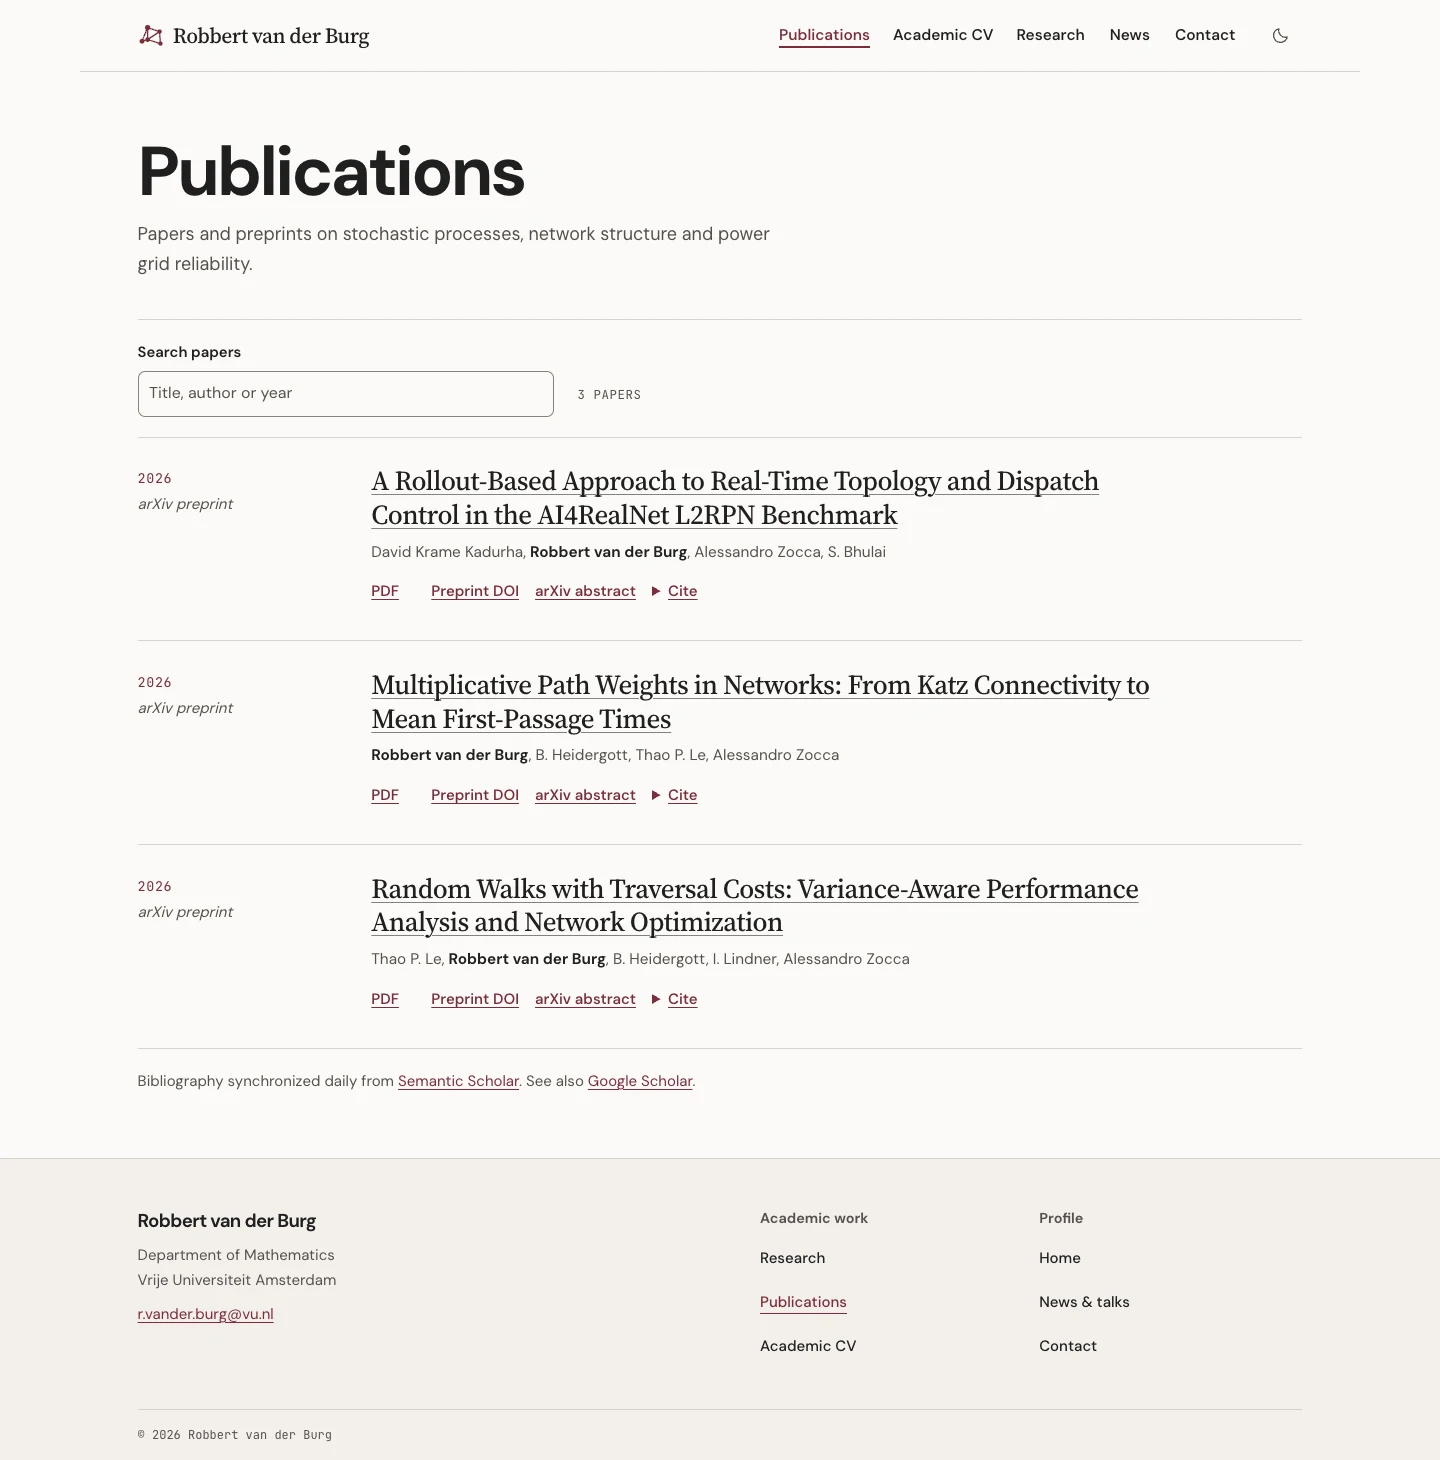 Robbert van der Burg
Publications Academic CV Research News Contact
Publications
Papers and preprints on stochastic processes, network structure and power
grid reliability.
Search papers
Title, author or year
3 PAPERS
2026
arXiv preprint
A Rollout-Based Approach to Real-Time Topology and Dispatch
Control in the AI4RealNet L2RPN Benchmark
David Krame Kadurha, Robbert van der Burg, Alessandro Zocca, S. Bhulai
PDF Preprint DOI arXiv abstract ▶ Cite
2026
arXiv preprint
Multiplicative Path Weights in Networks: From Katz Connectivity to
Mean First-Passage Times
Robbert van der Burg, B. Heidergott, Thao P. Le, Alessandro Zocca
PDF Preprint DOI arXiv abstract ▶ Cite
2026
arXiv preprint
Random Walks with Traversal Costs: Variance-Aware Performance
Analysis and Network Optimization
Thao P. Le, Robbert van der Burg, B. Heidergott, I. Lindner, Alessandro Zocca
PDF Preprint DOI arXiv abstract ▶ Cite
Bibliography synchronized daily from Semantic Scholar. See also Google Scholar.
Robbert van der Burg
Department of Mathematics
Vrije Universiteit Amsterdam
r.vander.burg@vu.nl
Academic work
Research
Publications
Academic CV
Profile
Home
News & talks
Contact
© 2026 Robbert van der Burg